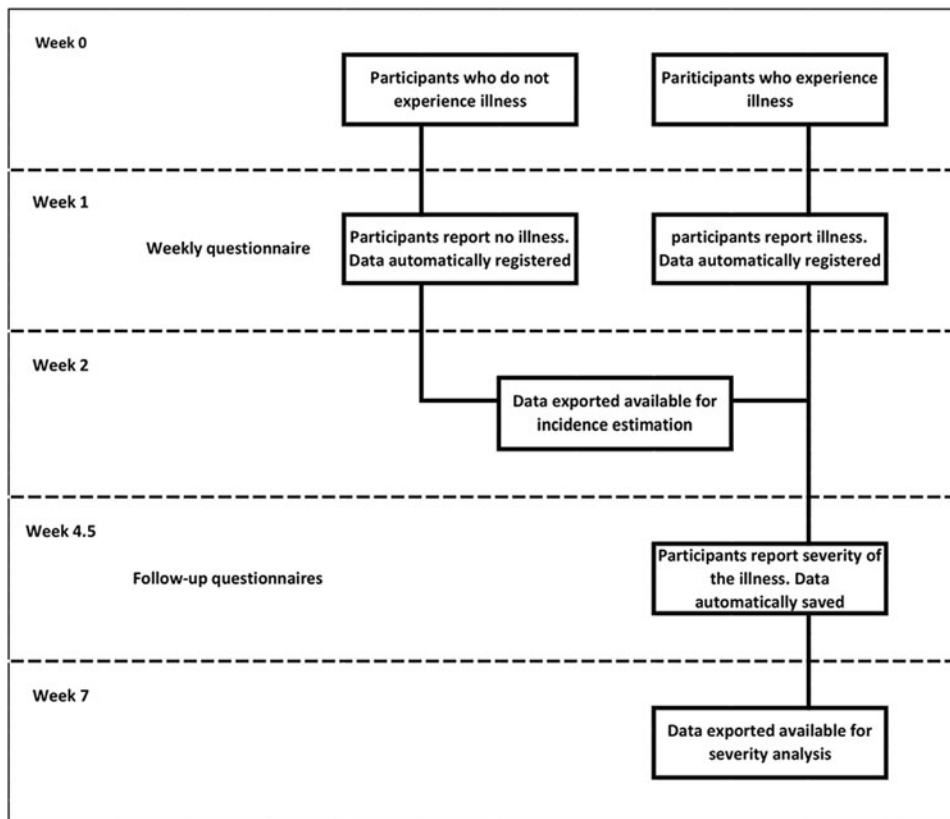 Week 0
Participants who do not
experience illness
Pariticipants who experience
illness
Week 1
Weekly questionnaire
Participants report no illness.
Data automatically registered
participants report illness.
Data automatically registered
Week 2
Data exported available for
incidence estimation
Week 4.5
Follow-up questionnaires
Participants report severity of
the illness. Data
automatically saved
Week 7
Data exported available for
severity analysis